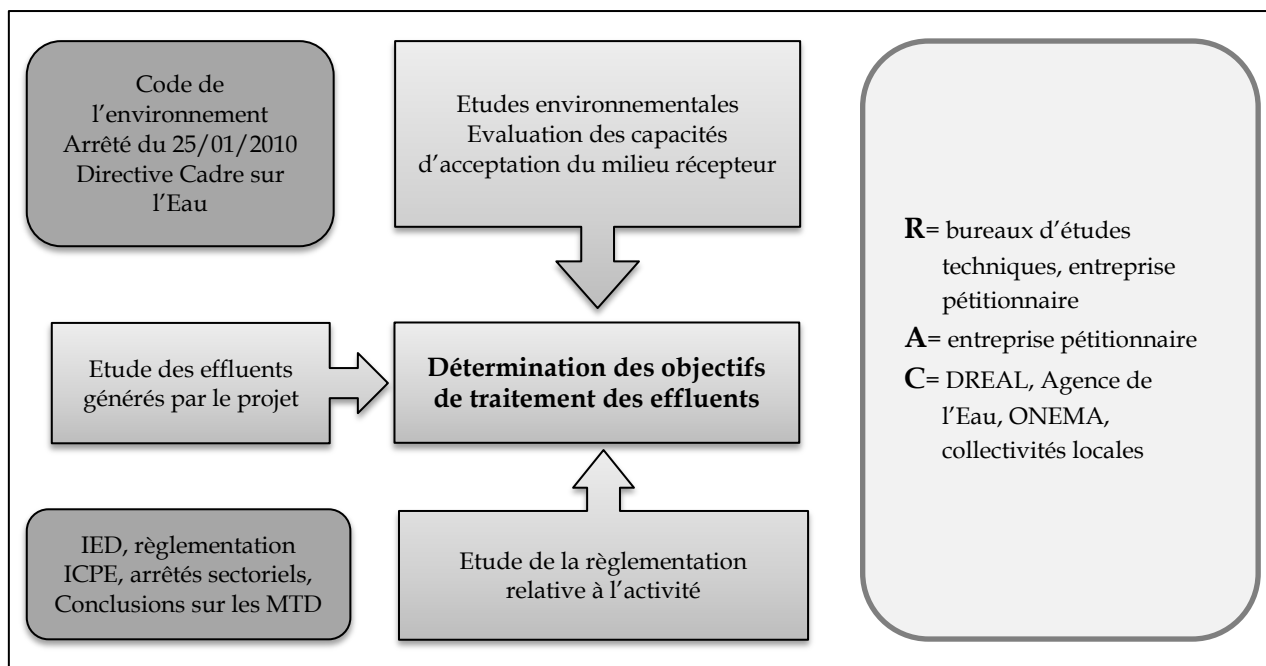 Code de
l’environnement
Arrêté du 25/01/2010
Directive Cadre sur
l’Eau
Etudes environnementales
Evaluation des capacités
d’acceptation du milieu récepteur
Etude des effluents
générés par le projet
Détermination des objectifs
de traitement des effluents
IED, règlementation
ICPE, arrêtés sectoriels,
Conclusions sur les MTD
Etude de la règlementation
relative à l’activité
R= bureaux d’études
techniques, entreprise
pétitionnaire
A= entreprise pétitionnaire
C= DREAL, Agence de
l’Eau, ONEMA,
collectivités locales